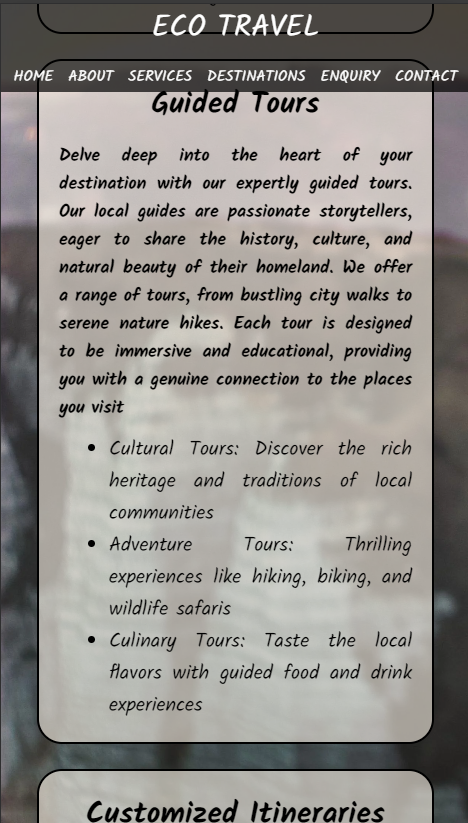 ECO TRAVEL
HOME ABOUT SERVICES DESTINATIONS ENQUIRY CONTACT
Guided Tours
Delve deep into the heart of your
destination with our expertly guided tours.
Our local guides are passionate storytellers,
eager to share the history, culture, and
natural beauty of their homeland. We offer
a range of tours, from bustling city walks to
serene nature hikes. Each tour is designed
to be immersive and educational, providing
you with a genuine connection to the places
you visit
• Cultural Tours: Discover the rich
heritage and traditions of local
communities
• Adventure Tours: Thrilling
experiences like hiking, biking, and
wildlife safaris
• Culinary Tours: Taste the local
flavors with guided food and drink
experiences
Customized Itineraries